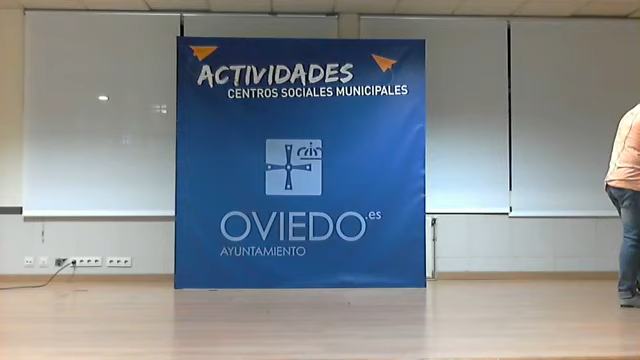 ACTIVIDADES
CENTROS SOCIALES MUNICIPALES
OVIEDO.es
AYUNTAMIENTO